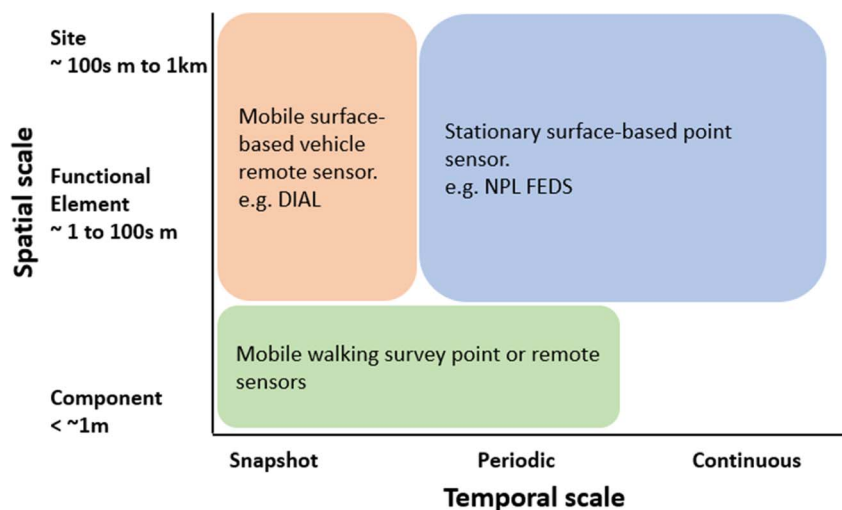 Spatial scale
Site
~ 100s m to 1km
Functional
Element
~ 1 to 100s m
Component
< ~1m
Mobile surface-
based vehicle
remote sensor.
e.g. DIAL
Stationary surface-based point
sensor.
e.g. NPL FEDS
Mobile walking survey point or remote
sensors
Snapshot
Periodic
Continuous
Temporal scale